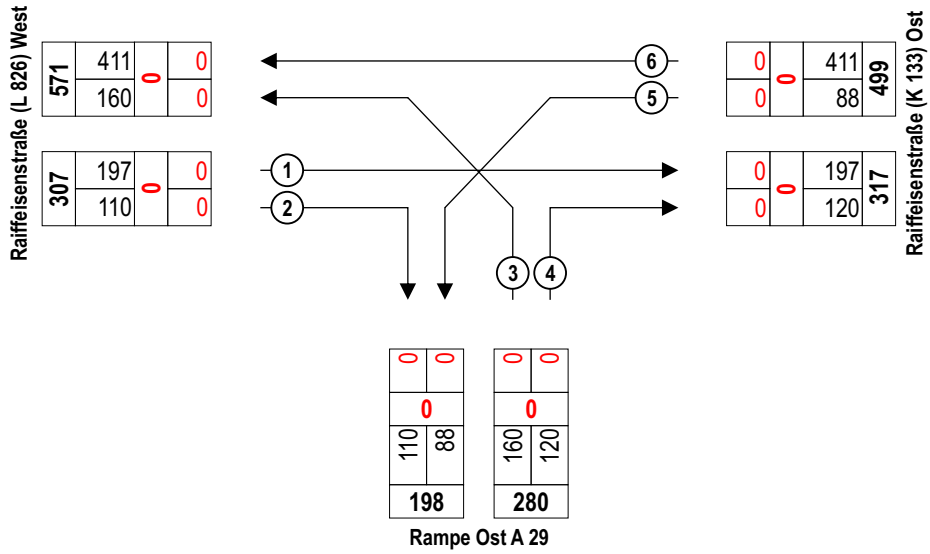 Raiffeisenstraße (L 826) West
571 411 0 0
160 0
307 197 0 0
110 0
6
5
1
2
3 4
0 0 411 499
0 88
0 0 197 317
0 120
Raiffeisenstraße (K 133) Ost
0 0 0 0
0 0
110 88 160 120
198 280
Rampe Ost A 29